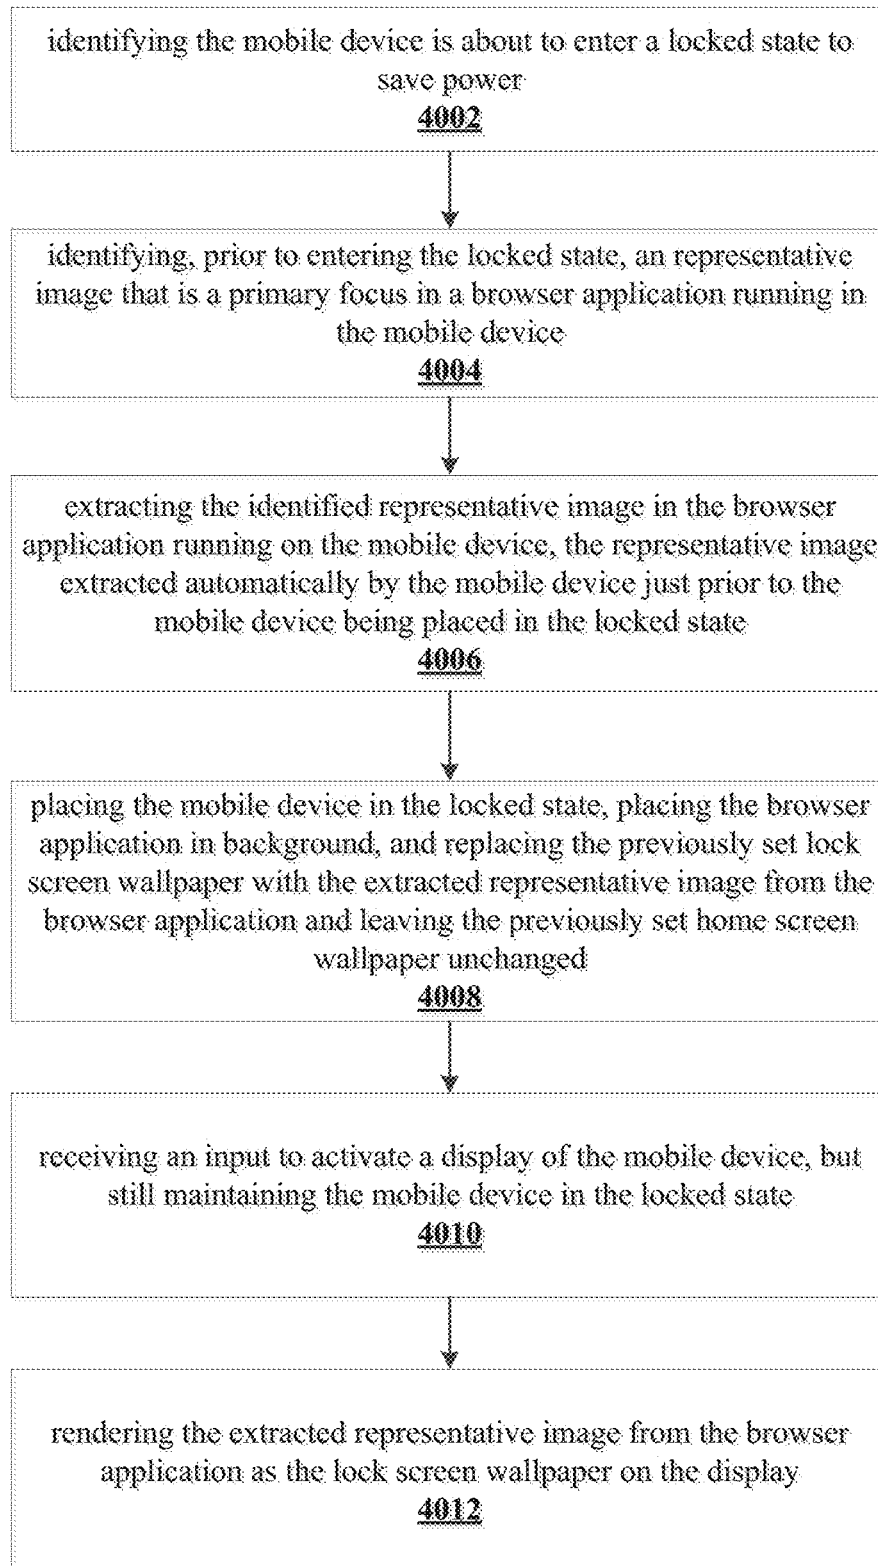 identifying the mobile device is about to enter a locked state to
save power
4002
identifying, prior to entering the locked state, an representative
image that is a primary focus in a browser application running in
the mobile device
4004
extracting the identified representative image in the browser
application running on the mobile device, the representative image
extracted automatically by the mobile device just prior to the
mobile device being placed in the locked state
4006
placing the mobile device in the locked state, placing the browser
application in background, and replacing the previously set lock
screen wallpaper with the extracted representative image from the
browser application and leaving the previously set home screen
wallpaper unchanged
4008
receiving an input to activate a display of the mobile device, but
still maintaining the mobile device in the locked state
4010
rendering the extracted representative image from the browser
application as the lock screen wallpaper on the display
4012